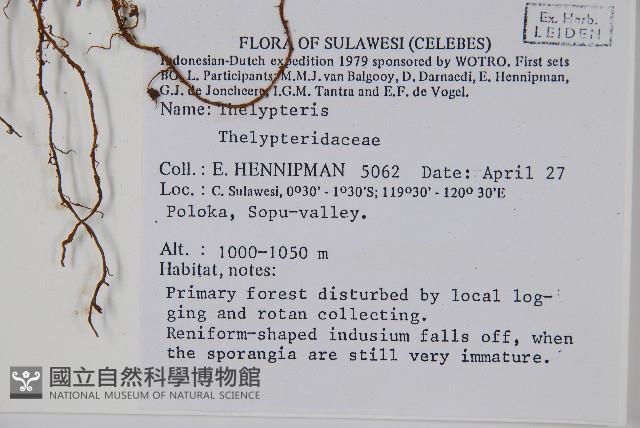 Ex. Herb.
LEIDEN
FLORA OF SULAWESI (CELEBES)
Indonesian-Dutch expedition 1979 sponsored by WOTRO. First sets
BO, L. Participants: M.M.J. van Balgooy, D. Darnaedi, E. Hennipman,
G.J. de Joncheere, I.G.M. Tantra and E.F. de Vogel.
Name: Thelypteris
Thelypteridaceae
Coll.: E. HENNIPMAN 5062 Date: April 27
Loc.: C. Sulawesi, 0°30' - 1°30'S; 119°30' - 120° 30'E
Poloka, Sopu-valley.
Alt. : 1000-1050 m
Habitat, notes:
Primary forest disturbed by local log-
ging and rotan collecting.
Reniform-shaped indusium falls off, when
the sporangia are still very immature.
國立自然科學博物館
NATIONAL MUSEUM OF NATURAL SCIENCE